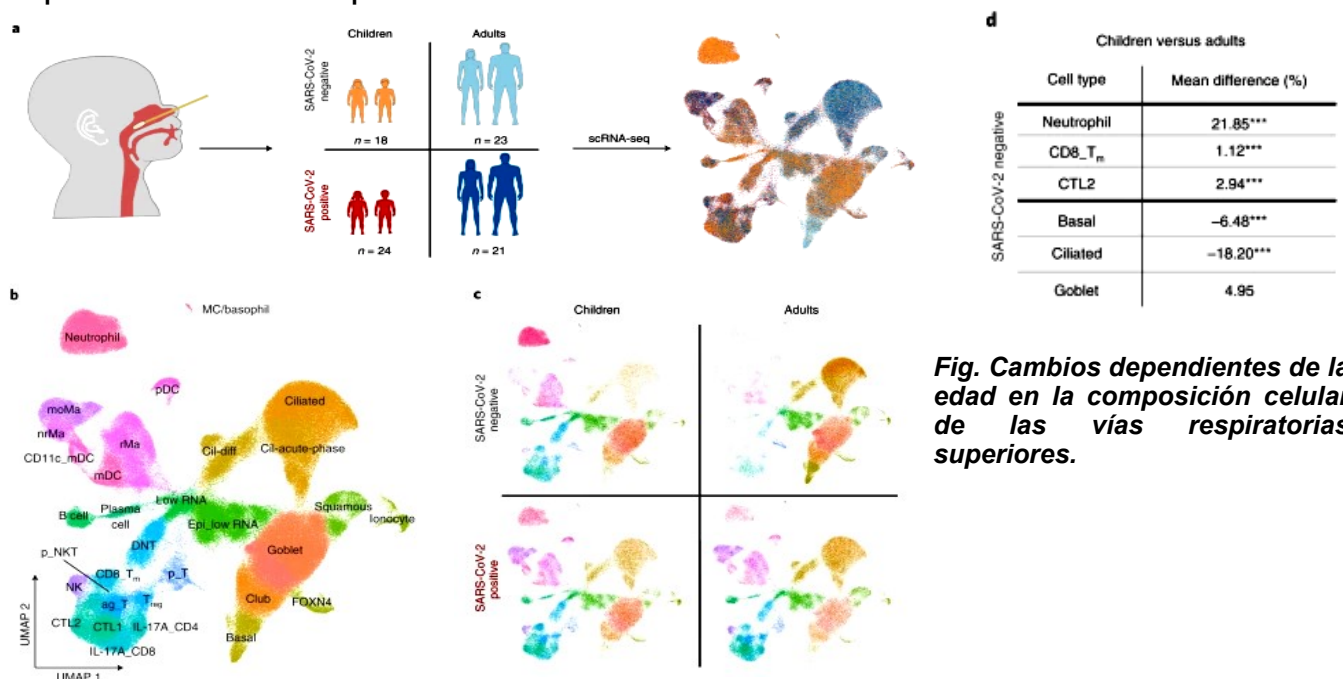 a
Children
Adults
SARS-CoV-2
negative
n = 18
n = 23
SARS-CoV-2
positive
n = 24
n = 21
scRNA-seq
d
Children versus adults
Cell type Mean difference (%)
SARS-CoV-2 negative
Neutrophil 21.85***
CD8_Tm 1.12***
CTL2 2.94***
Basal −6.48***
Ciliated −18.20***
Goblet 4.95
b
MC/basophil
Neutrophil
pDC
moMa
nrMa
rMa
CD11c_mDC
mDC
Ciliated
Cil-diff
Cil-acute-phase
Low RNA
B cell
Plasma
cell
Epi_low RNA
Squamous
Ionocyte
DNT
Goblet
p_NKT
CD8_Tm
p_T
NK
ag_T
Treg
Club
FOXN4
CTL2
CTL1
IL-17A_CD4
Basal
IL-17A_CD8
UMAP 2
UMAP 1
c
Children
Adults
SARS-CoV-2
negative
SARS-CoV-2
positive
Fig. Cambios dependientes de la
edad en la composición celular
de las vías respiratorias
superiores.